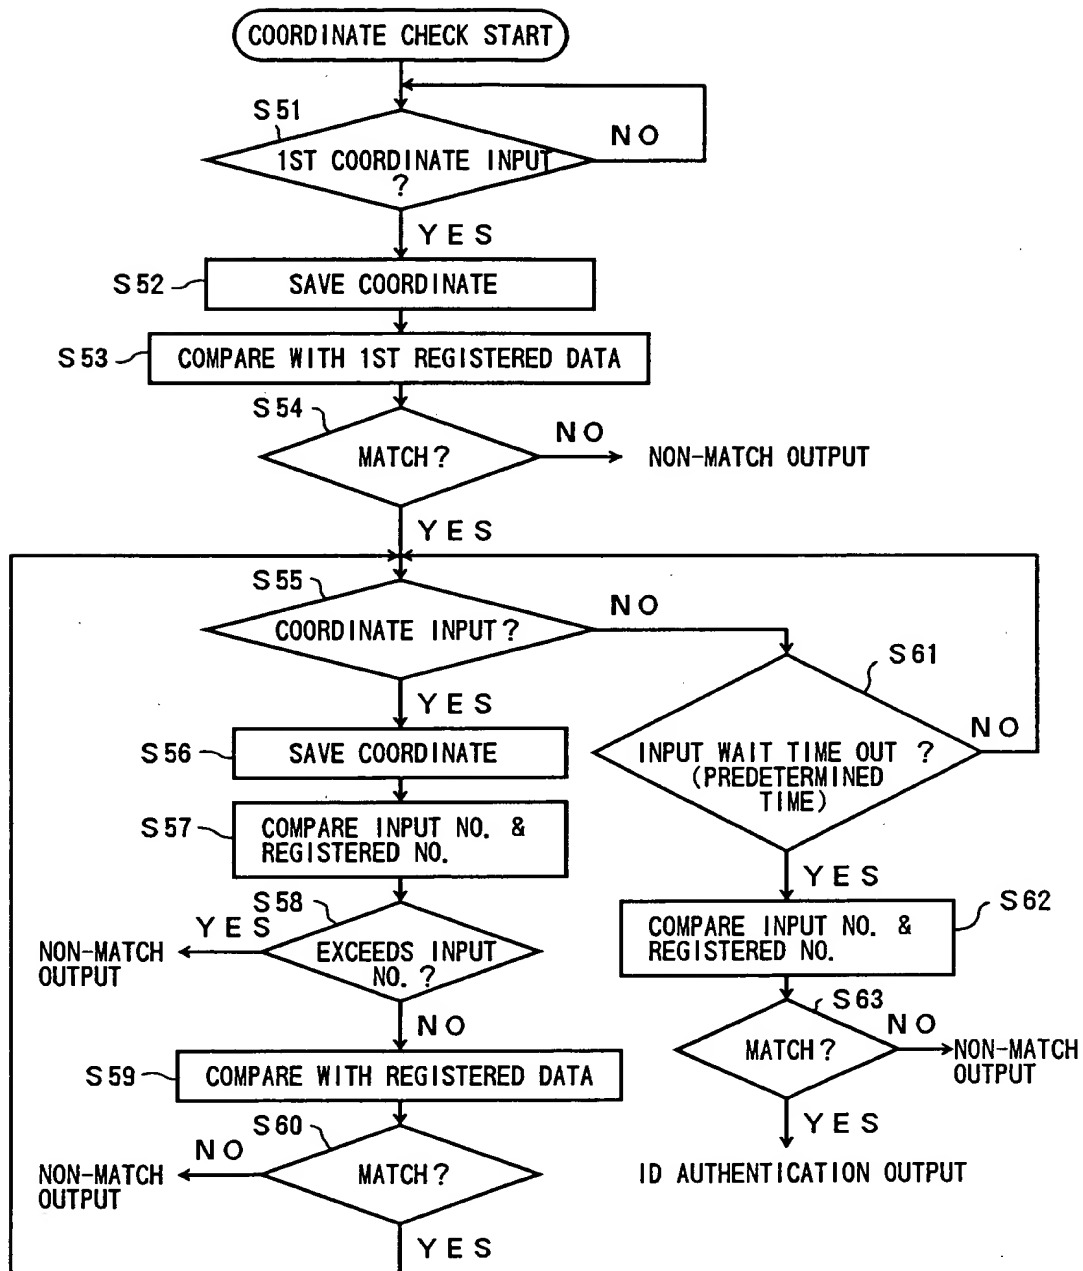 COORDINATE CHECK START
S51
NO
1ST COORDINATE INPUT
?
YES
S52
SAVE COORDINATE
S53
COMPARE WITH 1ST REGISTERED DATA
S54
NO
MATCH?
NON-MATCH OUTPUT
YES
S55
NO
COORDINATE INPUT?
S61
YES
NO
S56
SAVE COORDINATE
INPUT WAIT TIME OUT ?
(PREDETERMINED
TIME)
S57
COMPARE INPUT NO. &
REGISTERED NO.
YES
S58
S62
YES
COMPARE INPUT NO. &
REGISTERED NO.
NON-MATCH
OUTPUT
EXCEEDS INPUT
NO.?
S63
NO
NO
MATCH?
NON-MATCH
OUTPUT
S59
COMPARE WITH REGISTERED DATA
YES
S60
NO
NON-MATCH
OUTPUT
MATCH?
ID AUTHENTICATION OUTPUT
YES